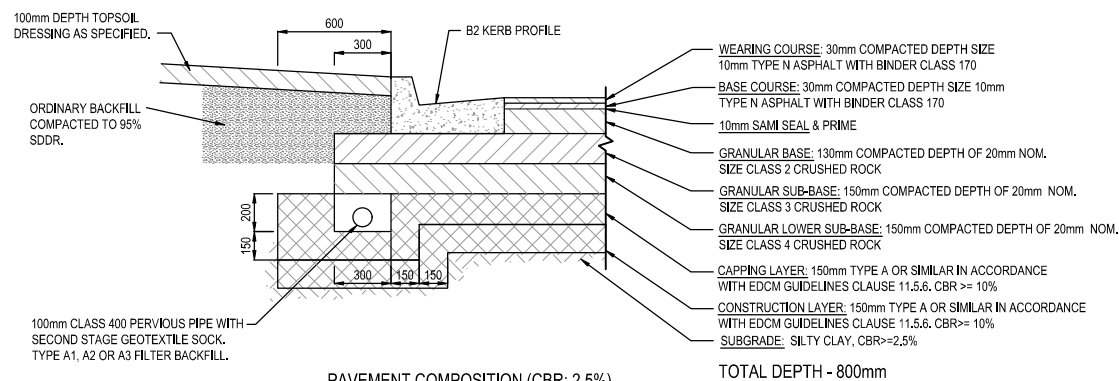 100mm DEPTH TOPSOIL
DRESSING AS SPECIFIED.
600
300
B2 KERB PROFILE
ORDINARY BACKFILL
COMPACTED TO 95%
SDDR.
200
150
300
150
150
100mm CLASS 400 PERVIOUS PIPE WITH
SECOND STAGE GEOTEXTILE SOCK.
TYPE A1, A2 OR A3 FILTER BACKFILL.
WEARING COURSE: 30mm COMPACTED DEPTH SIZE
10mm TYPE N ASPHALT WITH BINDER CLASS 170
BASE COURSE: 30mm COMPACTED DEPTH SIZE 10mm
TYPE N ASPHALT WITH BINDER CLASS 170
10mm SAMI SEAL & PRIME
GRANULAR BASE: 130mm COMPACTED DEPTH OF 20mm NOM.
SIZE CLASS 2 CRUSHED ROCK
GRANULAR SUB-BASE: 150mm COMPACTED DEPTH OF 20mm NOM.
SIZE CLASS 3 CRUSHED ROCK
GRANULAR LOWER SUB-BASE: 150mm COMPACTED DEPTH OF 20mm NOM.
SIZE CLASS 4 CRUSHED ROCK
CAPPING LAYER: 150mm TYPE A OR SIMILAR IN ACCORDANCE
WITH EDCM GUIDELINES CLAUSE 11.5.6. CBR >= 10%
CONSTRUCTION LAYER: 150mm TYPE A OR SIMILAR IN ACCORDANCE
WITH EDCM GUIDELINES CLAUSE 11.5.6. CBR>= 10%
SUBGRADE: SILTY CLAY, CBR>=2.5%
TOTAL DEPTH - 800mm
PAVEMENT COMPOSITION (CBR: 2.5%)